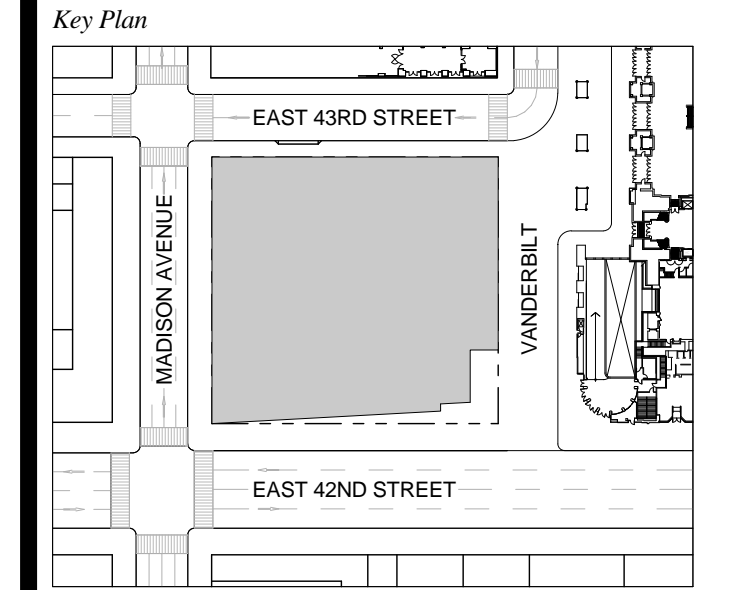 Key Plan
EAST 43RD STREET
MADISON AVENUE
VANDERBILT
EAST 42ND STREET